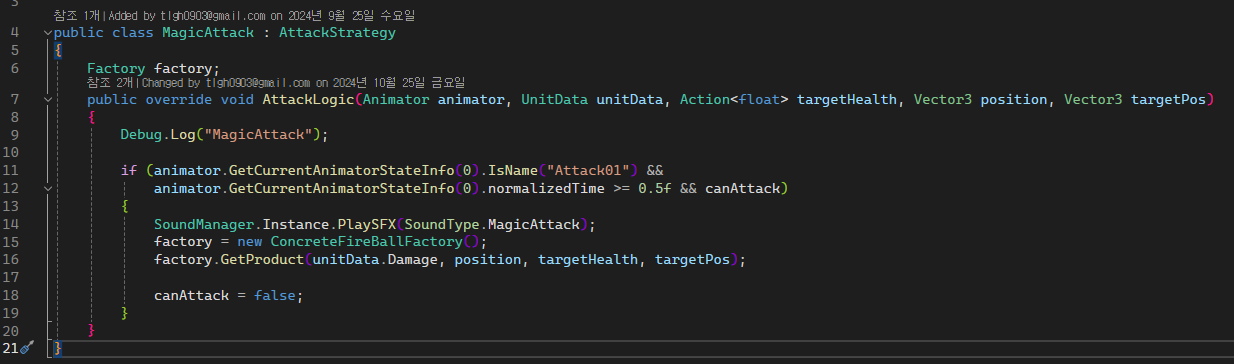 3
참조 1개|Added by tlgh0903@gmail.com on 2024년 9월 25일 수요일
4 public class MagicAttack : AttackStrategy
5 {
6 Factory factory;
참조 2개|Changed by tlgh0903@gmail.com on 2024년 10월 25일 금요일
7 public override void AttackLogic(Animator animator, UnitData unitData, Action<float> targetHealth, Vector3 position, Vector3 targetPos)
8 {
9 Debug.Log("MagicAttack");
10
11 if (animator.GetCurrentAnimatorStateInfo(0).IsName("Attack01") &&
12 animator.GetCurrentAnimatorStateInfo(0).normalizedTime >= 0.5f && canAttack)
13 {
14 SoundManager.Instance.PlaySFX(SoundType.MagicAttack);
15 factory = new ConcreteFireBallFactory();
16 factory.GetProduct(unitData.Damage, position, targetHealth, targetPos);
17
18 canAttack = false;
19 }
20 }
21 }